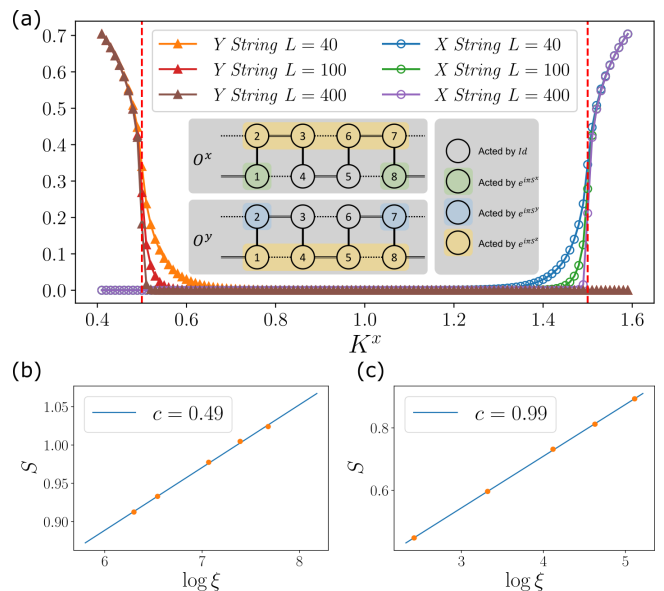 (a)
0.7
0.6
0.5
0.4
0.3
0.2
0.1
0.0
Y String L = 40
Y String L = 100
Y String L = 400
X String L = 40
X String L = 100
X String L = 400
O^x
2 3 6 7
1 4 5 8
O^y
2 3 6 7
1 4 5 8
Acted by Id
Acted by e^{iπS^x}
Acted by e^{iπS^y}
Acted by e^{iπS^z}
0.4 0.6 0.8 1.0 1.2 1.4 1.6
K^x
(b)
1.05
1.00
0.95
0.90
S
c = 0.49
6 7 8
log ξ
(c)
0.8
0.6
S
c = 0.99
3 4 5
log ξ